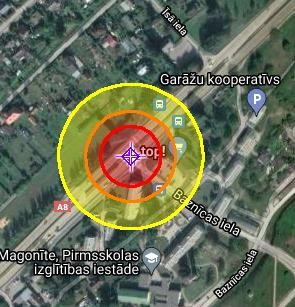 Īsā iela
Garāžu kooperatīvs
P
top!
A8
Baznīcas iela
Magonīte, Pirmsskolas
izglītības iestāde
Baznīcas iela